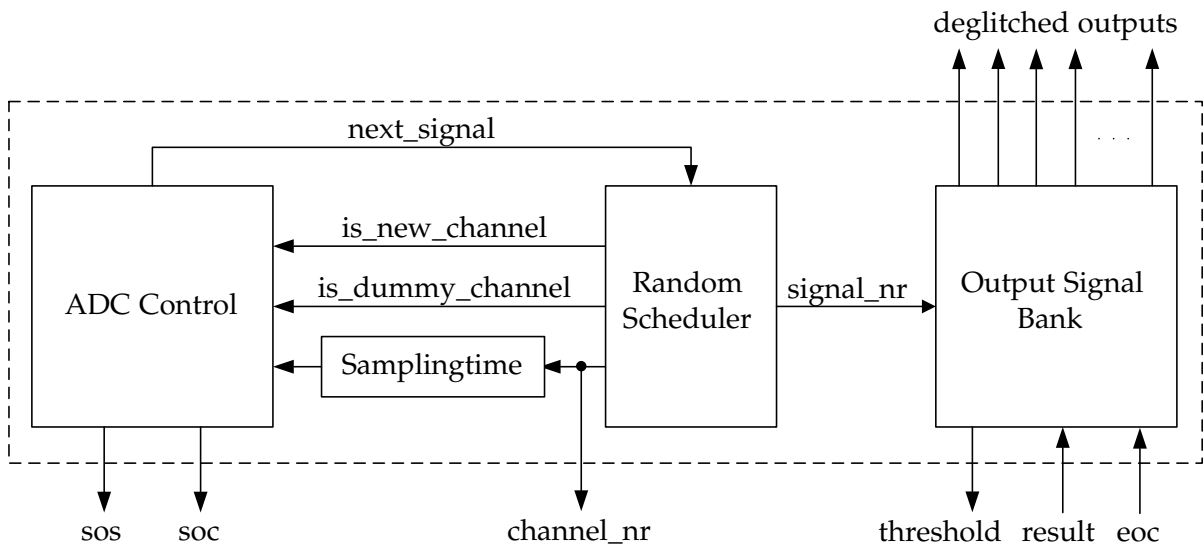 deglitched outputs
next_signal
. . .
is_new_channel
ADC Control
is_dummy_channel
Random
Scheduler
signal_nr
Output Signal
Bank
Samplingtime
sos
soc
channel_nr
threshold
result
eoc